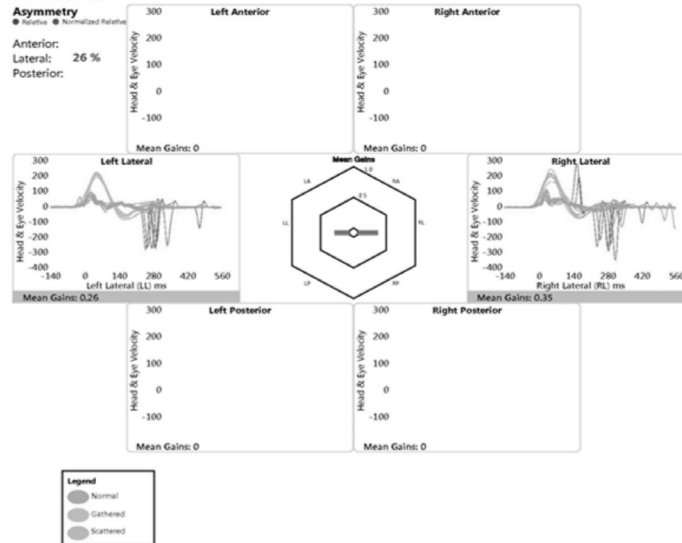 Asymmetry
Relative Normalized Relative
Anterior:
Lateral: 26 %
Posterior:
Left Anterior
Head & Eye Velocity
300
200
100
0
-100
Mean Gains: 0
Right Anterior
Head & Eye Velocity
300
200
100
0
-100
Mean Gains: 0
Left Lateral
Head & Eye Velocity
300
200
100
0
-100
-200
-300
-400
-140 0 140 280 420 560
Left Lateral (LL) ms
Mean Gains: 0.26
Mean Gains
1.0
0.5
LA
RA
LL
RL
LP
RP
Right Lateral
Head & Eye Velocity
300
200
100
0
-100
-200
-300
-400
-140 0 140 280 420 560
Right Lateral (RL) ms
Mean Gains: 0.35
Left Posterior
Head & Eye Velocity
300
200
100
0
-100
Mean Gains: 0
Right Posterior
Head & Eye Velocity
300
200
100
0
-100
Mean Gains: 0
Legend
Normal
Gathered
Scattered